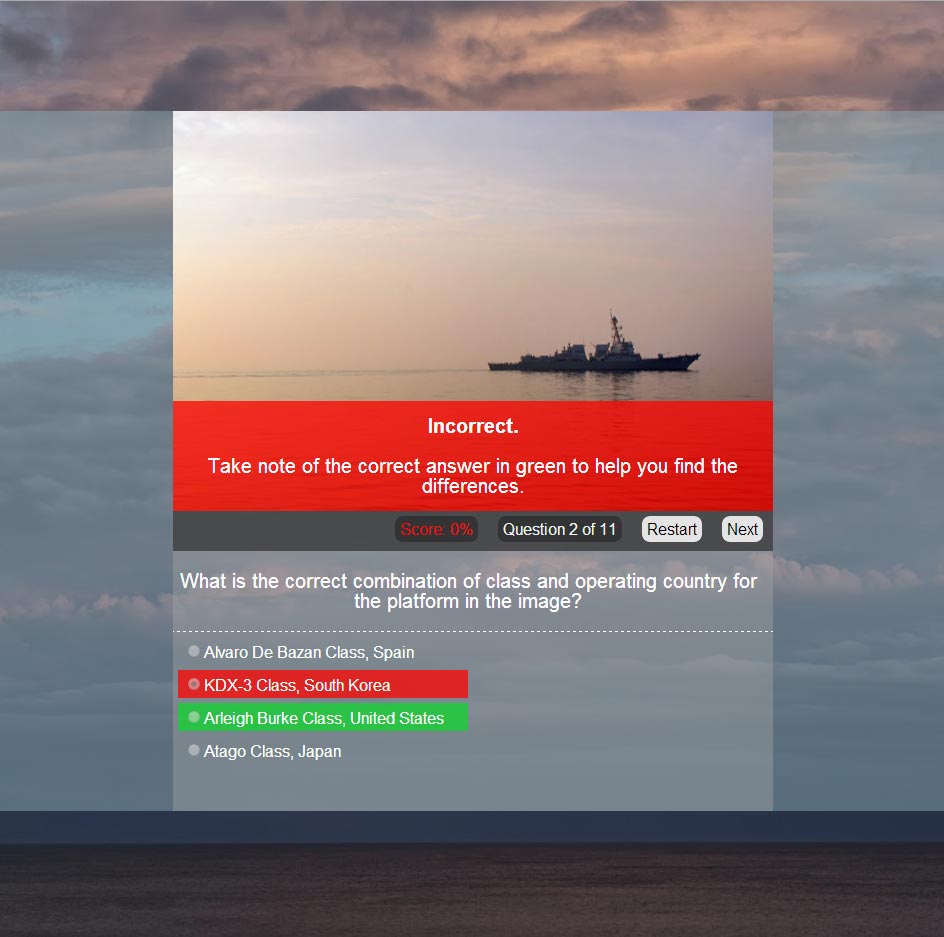 Incorrect.
Take note of the correct answer in green to help you find the
differences.
Score: 0%
Question 2 of 11
Restart
Next
What is the correct combination of class and operating country for
the platform in the image?
Alvaro De Bazan Class, Spain
KDX-3 Class, South Korea
Arleigh Burke Class, United States
Atago Class, Japan